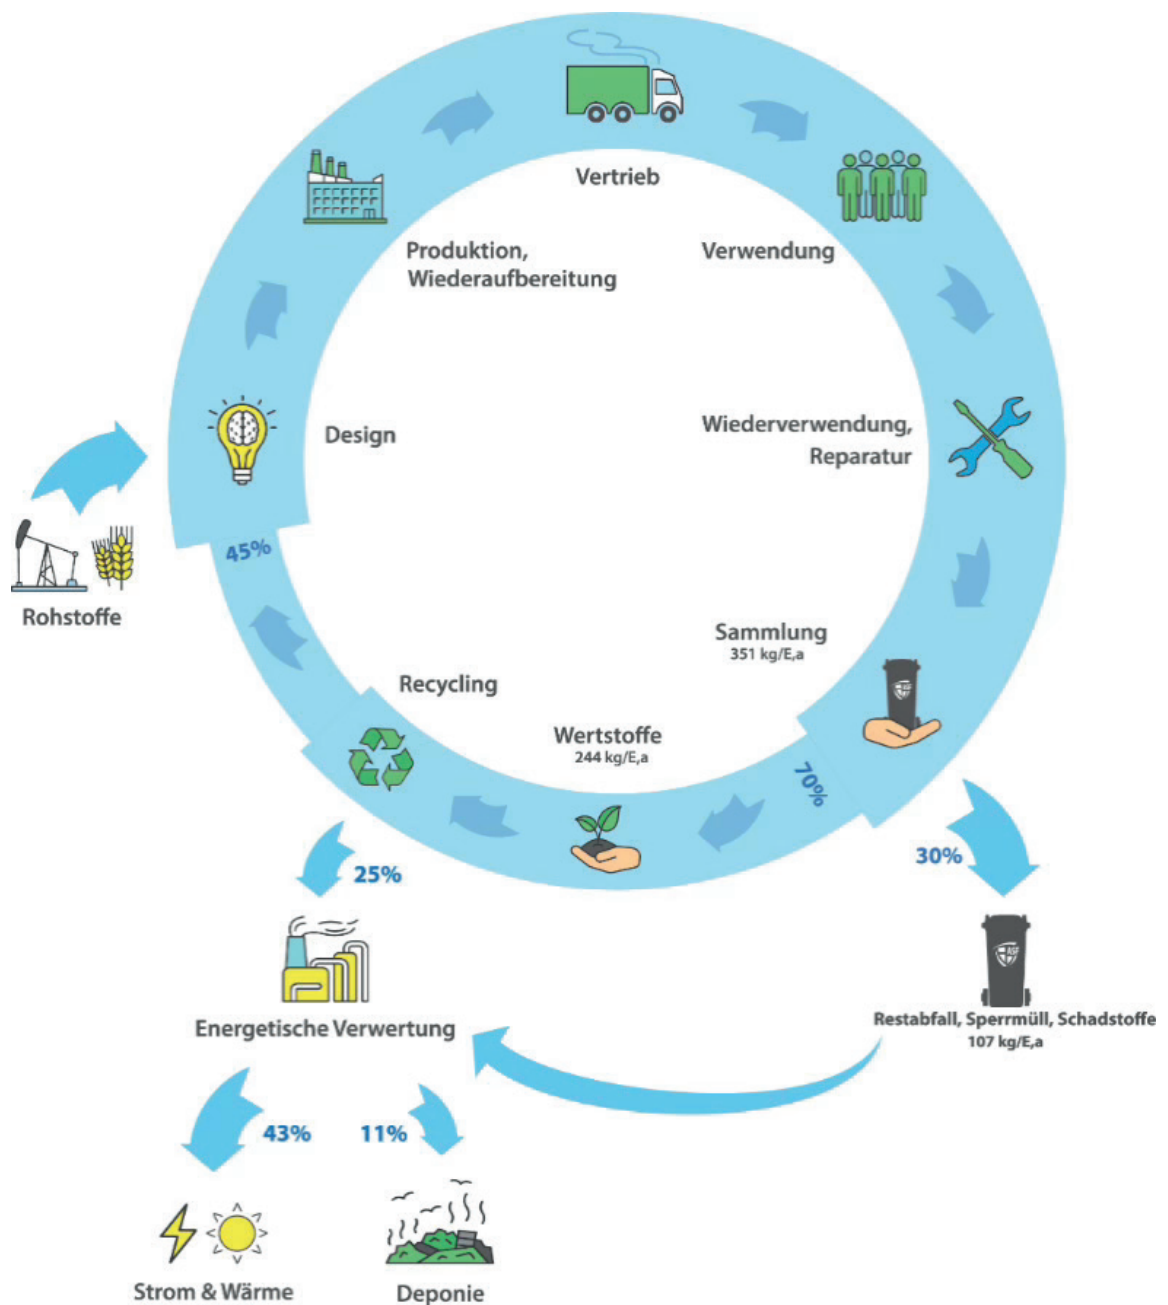 Vertrieb
Produktion,
Wiederaufbereitung
Verwendung
Design
Wiederverwendung,
Reparatur
45%
Rohstoffe
Sammlung
351 kg/E,a
Recycling
Wertstoffe
244 kg/E,a
70%
25%
30%
ASF
Energetische Verwertung
Restabfall, Sperrmüll, Schadstoffe
107 kg/E,a
43%
11%
Strom & Wärme
Deponie